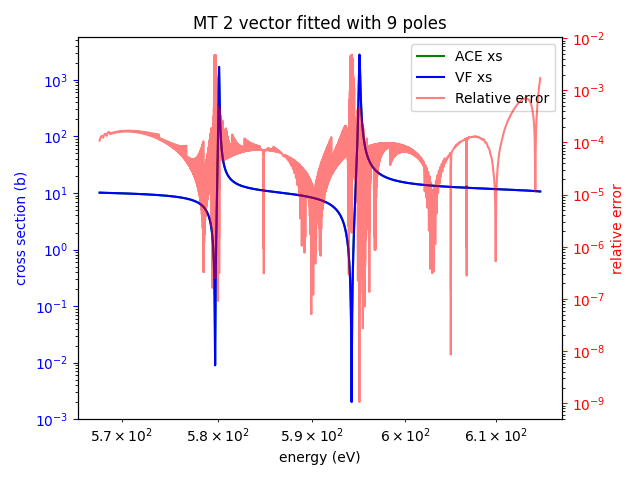 MT 2 vector fitted with 9 poles
ACE xs
VF xs
Relative error
10³
10²
10¹
10⁰
10⁻¹
10⁻²
10⁻³
cross section (b)
10⁻²
10⁻³
10⁻⁴
10⁻⁵
10⁻⁶
10⁻⁷
10⁻⁸
10⁻⁹
relative error
5.7 × 10² 5.8 × 10² 5.9 × 10² 6 × 10² 6.1 × 10²
energy (eV)